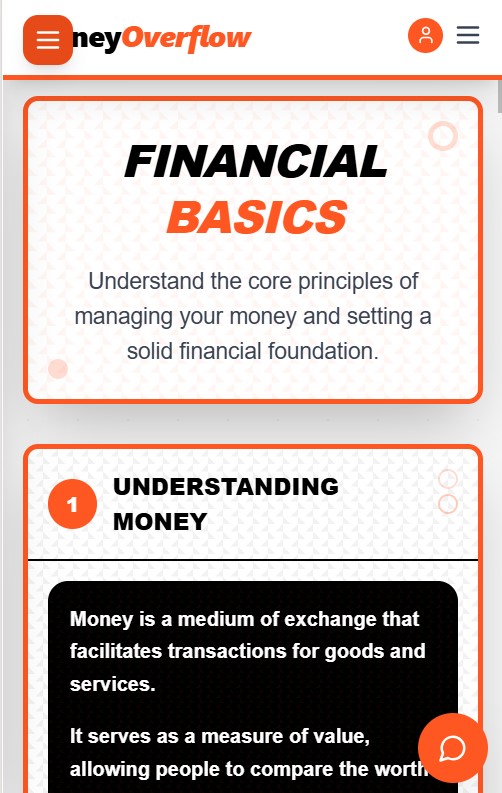 neyOverflow
FINANCIAL
BASICS
Understand the core principles of
managing your money and setting a
solid financial foundation.
1
UNDERSTANDING
MONEY
Money is a medium of exchange that
facilitates transactions for goods and
services.
It serves as a measure of value,
allowing people to compare the worth